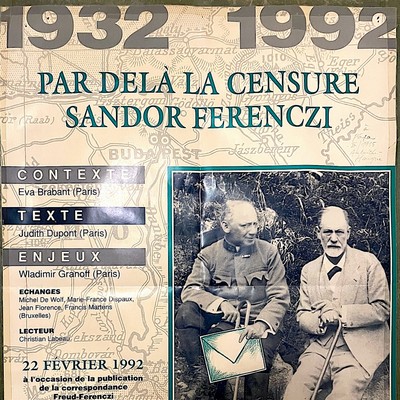 1932 1992
PAR DELÀ LA CENSURE
SANDOR FERENCZI
BUDAPEST
CONTEXTE
Eva Brabant (Paris)
TEXTE
Judith Dupont (Paris)
ENJEUX
Wladimir Granoff (Paris)
ECHANGES
Michel De Wolf, Marie-France Dispaux,
Jean Florence, Francis Martens
(Bruxelles)
LECTEUR
Christian Labeau
22 FEVRIER 1992
à l'occasion de la publication
de la correspondance
Freud-Ferenczi